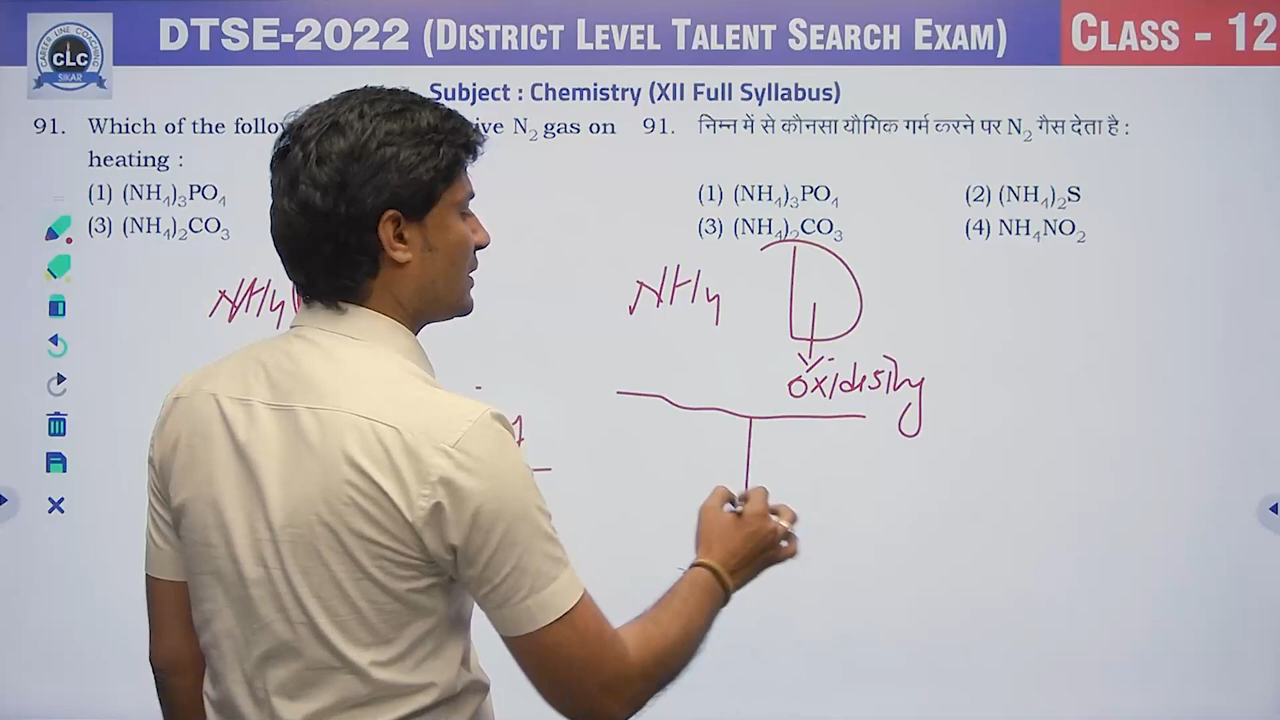 CAREER LINE COACHING
CLC
SIKAR
DTSE-2022 (DISTRICT LEVEL TALENT SEARCH EXAM)
CLASS - 12
Subject : Chemistry (XII Full Syllabus)
91. Which of the N₂ gas on
heating :
(1) (NH₄)₃PO₄
(3) (NH₄)₂CO₃
91. निम्न में से कौनसा यौगिक गर्म करने पर N₂ गैस देता है :
(1) (NH₄)₃PO₄ (2) (NH₄)₂S
(3) (NH₄)₂CO₃ (4) NH₄NO₂
NH₄
NH₄
oxidising